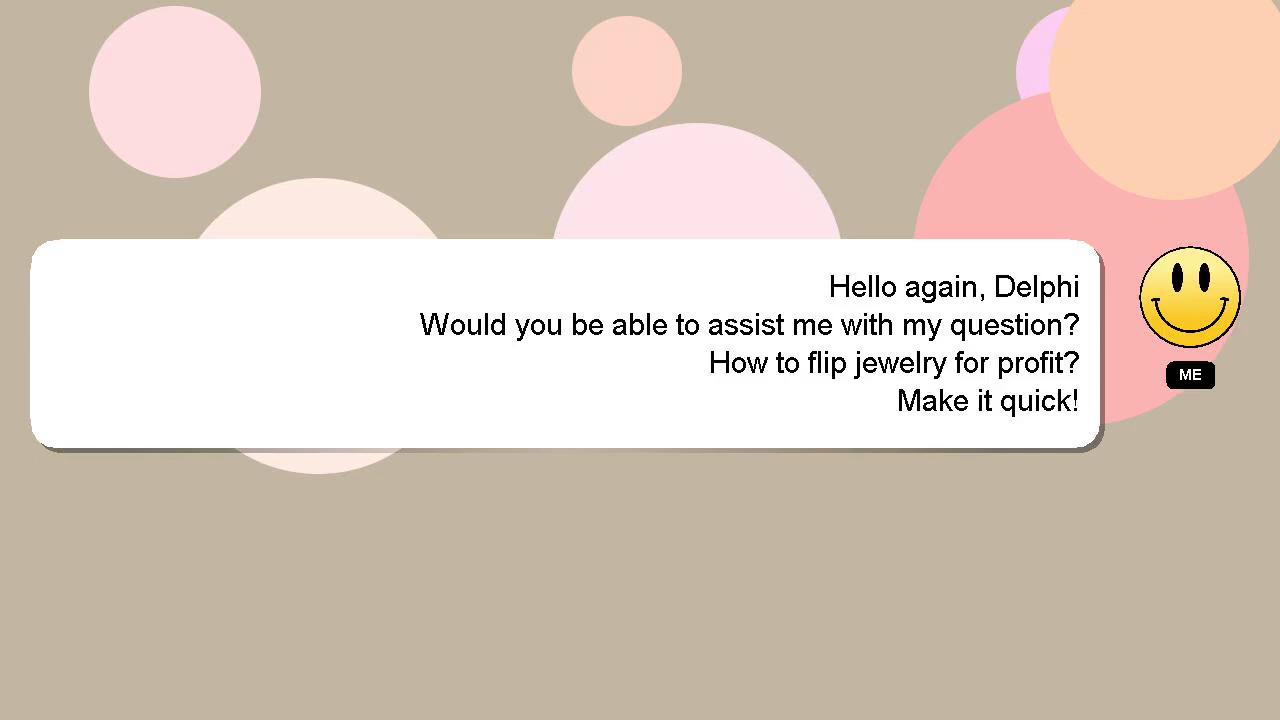 Hello again, Delphi
Would you be able to assist me with my question?
How to flip jewelry for profit?
Make it quick!
ME